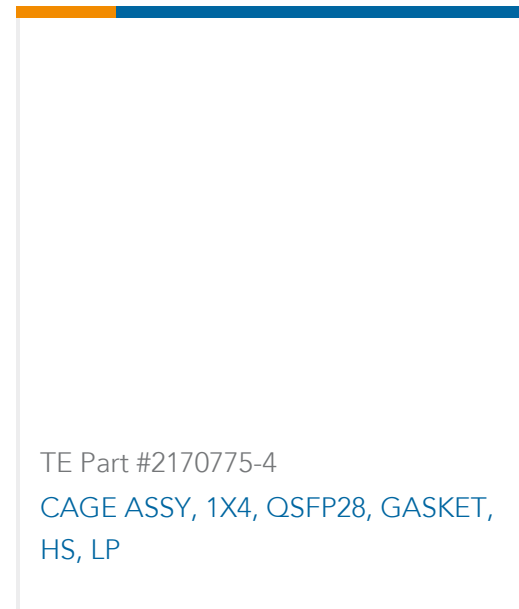 TE Part #2170775-4
CAGE ASSY, 1X4, QSFP28, GASKET,
HS, LP